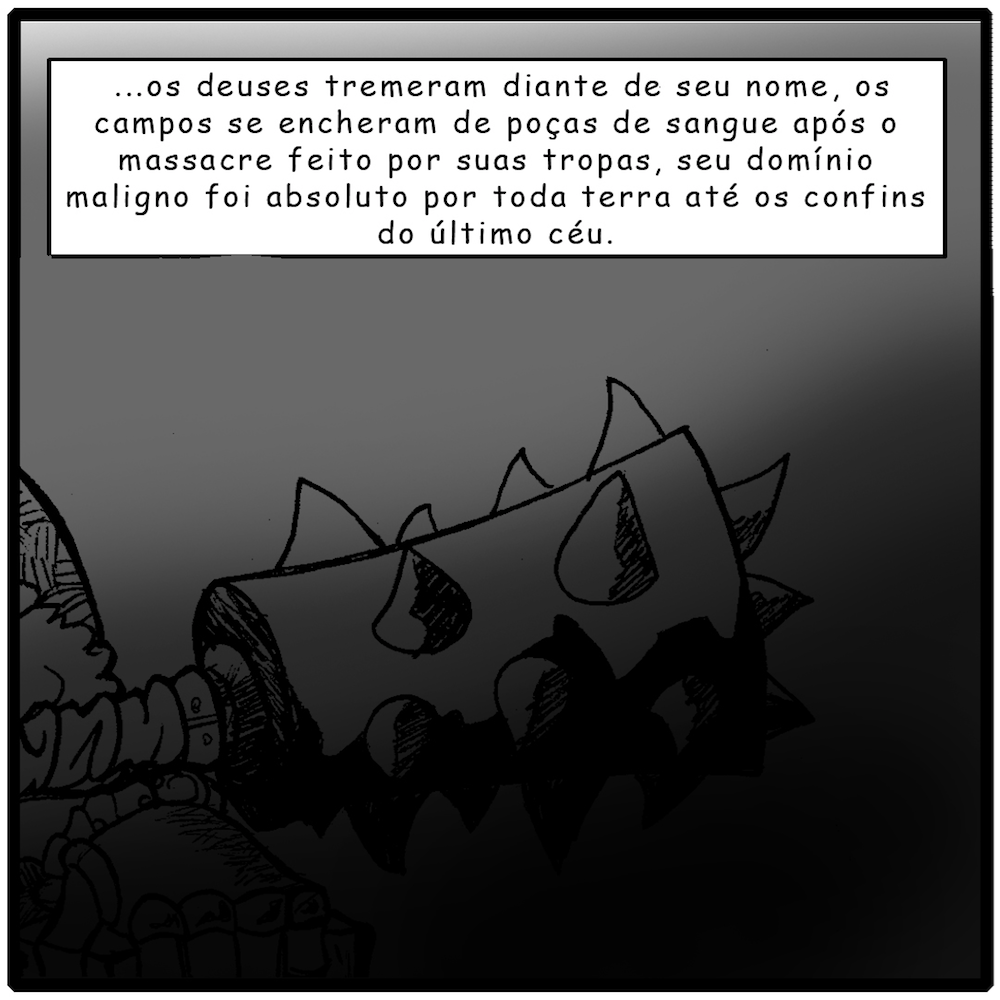 ...os deuses tremeram diante de seu nome, os
campos se encheram de poças de sangue após o
massacre feito por suas tropas, seu domínio
maligno foi absoluto por toda terra até os confins
do último céu.